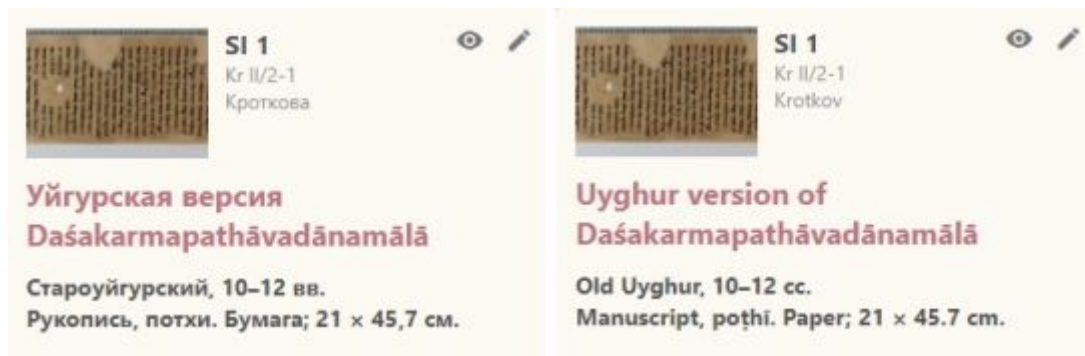 SI 1
Kr II/2-1
Кроткова
Уйгурская версия
Daśakarmapathāvadānamālā
Староуйгурский, 10–12 вв.
Рукопись, потхи. Бумага; 21 × 45,7 см.
SI 1
Kr II/2-1
Krotkov
Uyghur version of
Daśakarmapathāvadānamālā
Old Uyghur, 10–12 cc.
Manuscript, poṭhī. Paper; 21 × 45.7 cm.